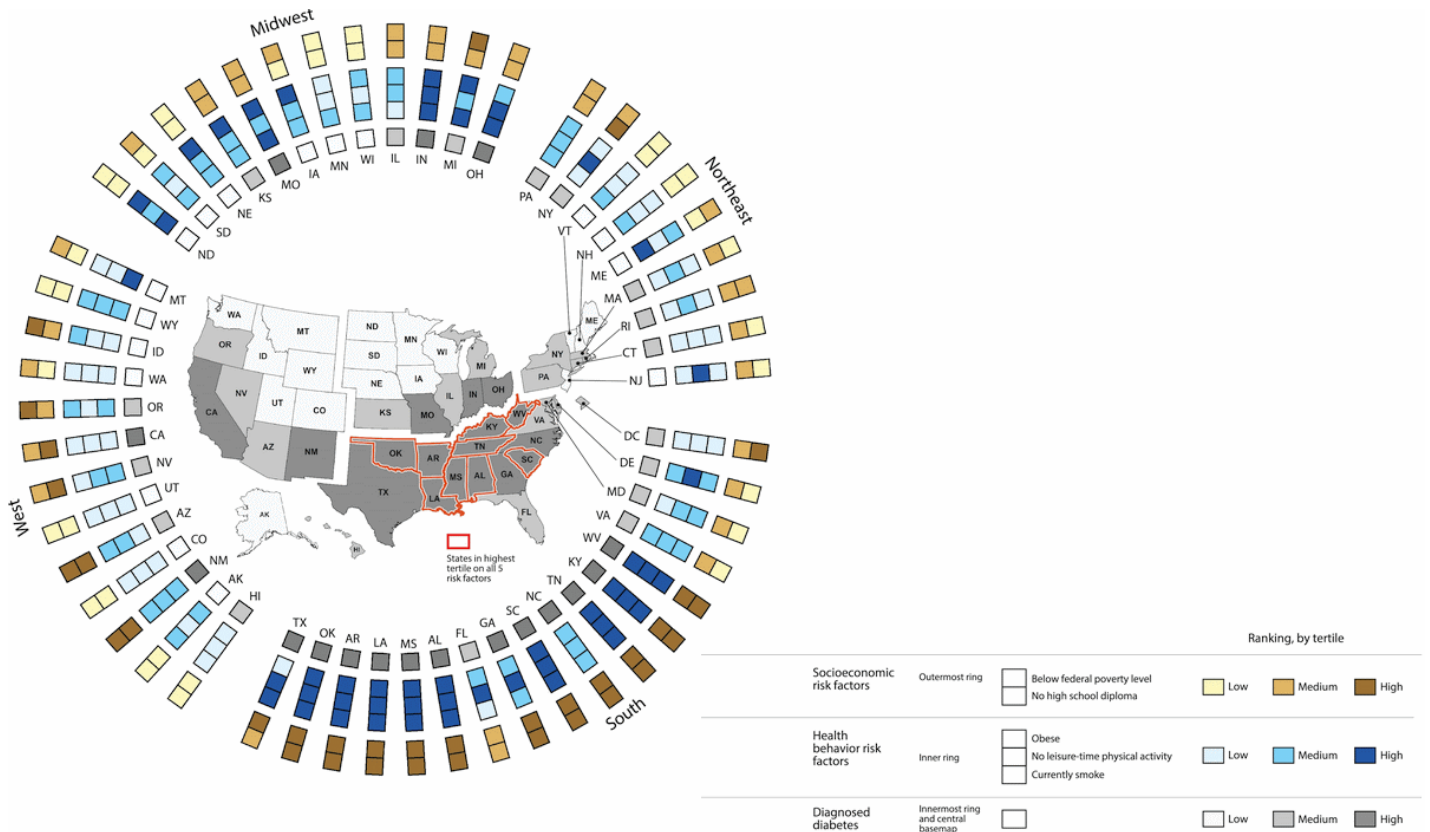 Midwest
IA
MN
WI
IL
IN
MI
OH
MO
KS
NE
SD
ND
Northeast
PA
NY
VT
NH
ME
MA
RI
CT
NJ
DC
DE
MD
VA
WV
KY
TN
NC
SC
GA
FL
AL
MS
LA
AR
OK
TX
South
West
MT
WY
ID
WA
OR
CA
NV
UT
AZ
CO
NM
AK
HI
WA
MT
ND
MN
ME
OR
ID
SD
WI
MI
NY
WY
NE
IA
PA
NV
UT
CO
IL
IN
OH
CA
KS
MO
WV
VA
KY
AZ
NM
OK
AR
TN
NC
SC
MS
AL
GA
TX
LA
FL
AK
HI
States in highest
tertile on all 5
risk factors
Ranking, by tertile
Socioeconomic
risk factors
Outermost ring
Below federal poverty level
No high school diploma
Low
Medium
High
Health
behavior risk
factors
Inner ring
Obese
No leisure-time physical activity
Currently smoke
Low
Medium
High
Diagnosed
diabetes
Innermost ring
and central
basemap
Low
Medium
High